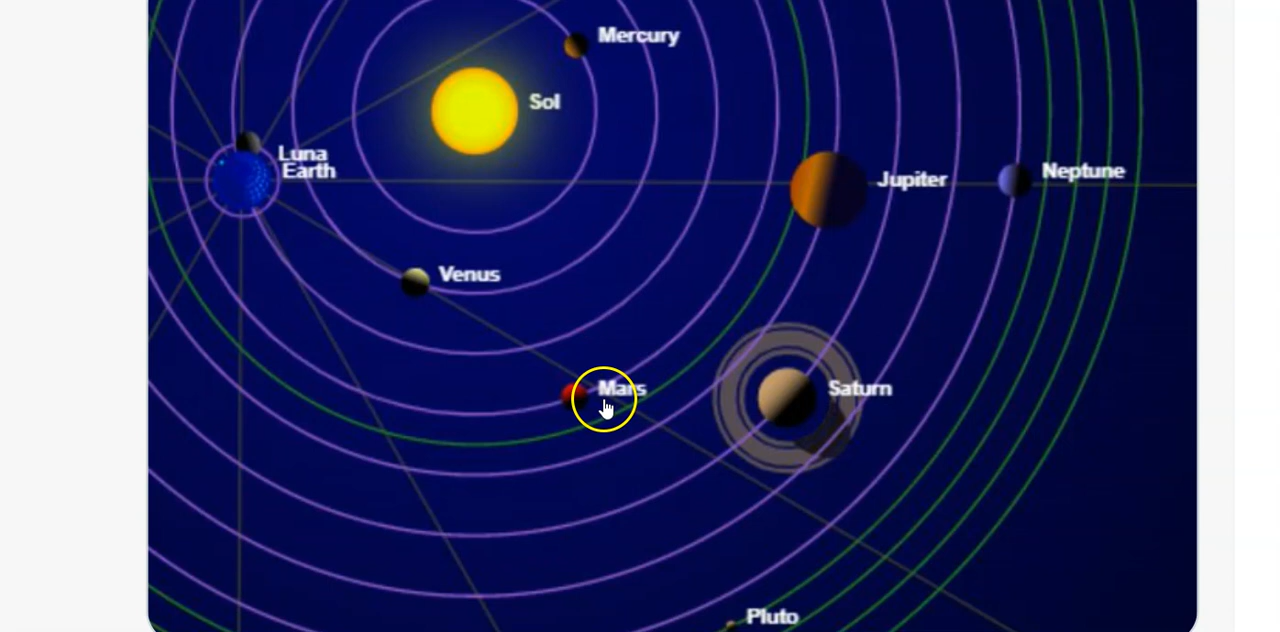 Mercury
Sol
Luna
Earth
Jupiter
Neptune
Venus
Mars
Saturn
Pluto